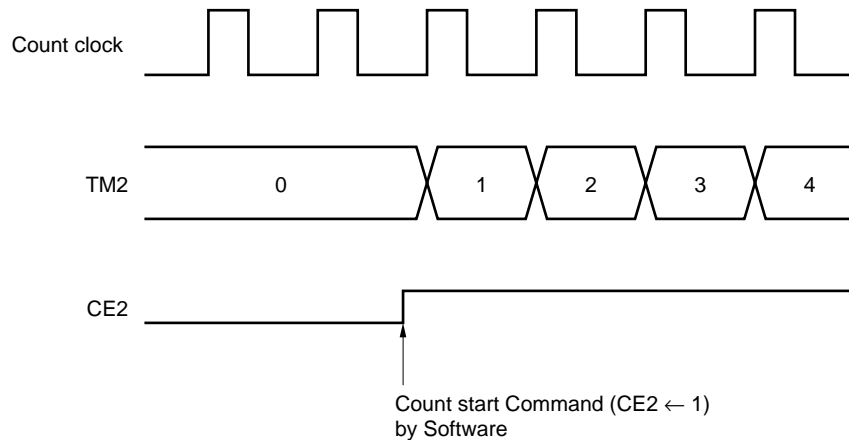 Count clock
TM2
0
1
2
3
4
CE2
Count start Command (CE2 ← 1)
by Software